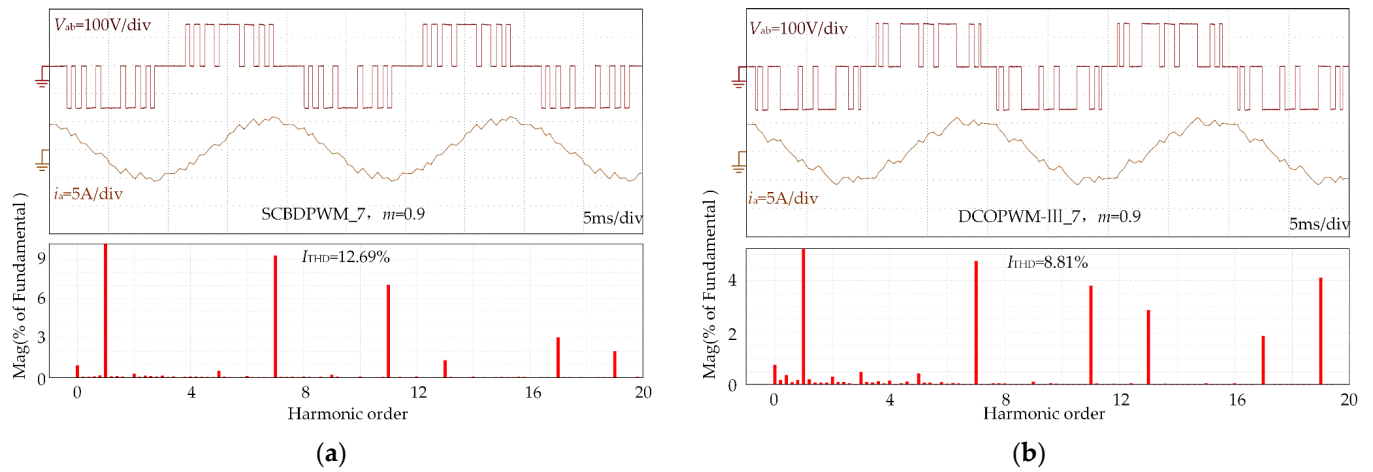 Vab=100V/div
ia=5A/div
SCBDPWM_7, m=0.9
5ms/div
Mag(% of Fundamental )
9
6
3
0
ITHD=12.69%
0 4 8 12 16 20
Harmonic order
(a)
Vab=100V/div
ia=5A/div
DCOPWM-III_7, m=0.9
5ms/div
Mag(% of Fundamental )
4
2
0
ITHD=8.81%
0 4 8 12 16 20
Harmonic order
(b)